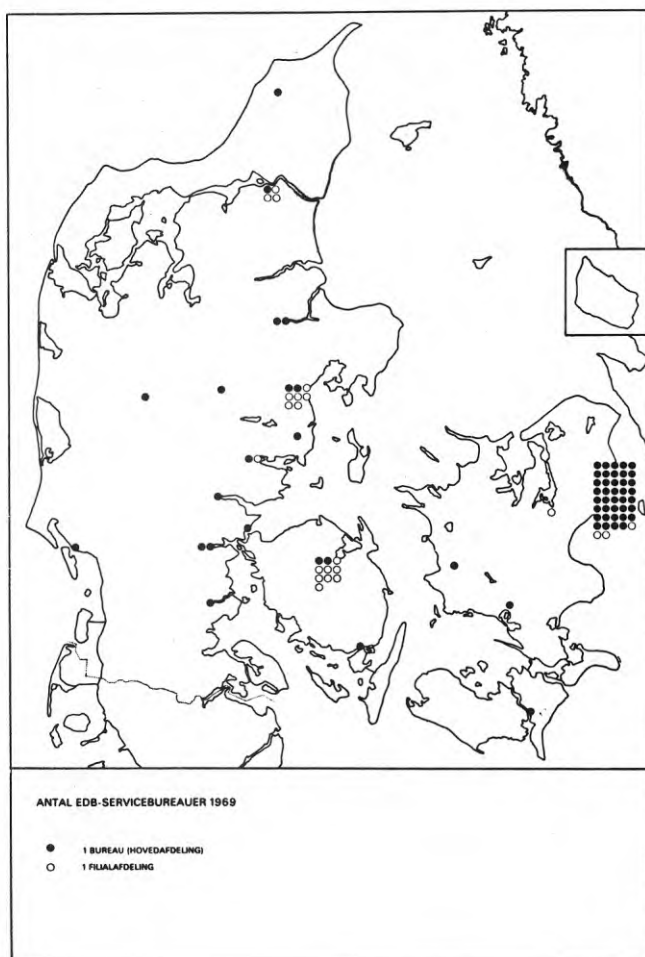 ANTAL EDB-SERVICEBUREAUER 1969
1 BUREAU (HOVEDAFDELING)
1 FILIALAFDELING